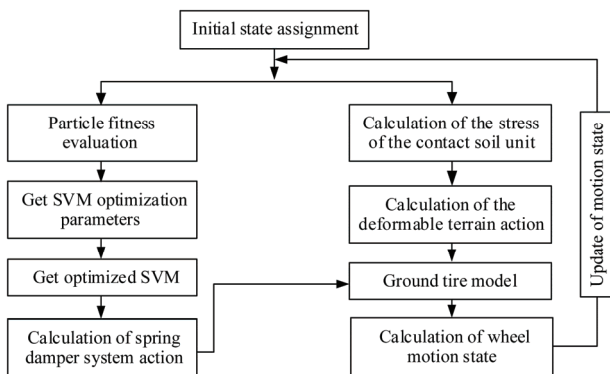 Initial state assignment
Particle fitness
evaluation
Get SVM optimization
parameters
Get optimized SVM
Calculation of spring
damper system action
Calculation of the stress
of the contact soil unit
Calculation of the
deformable terrain action
Ground tire model
Calculation of wheel
motion state
Update of motion state